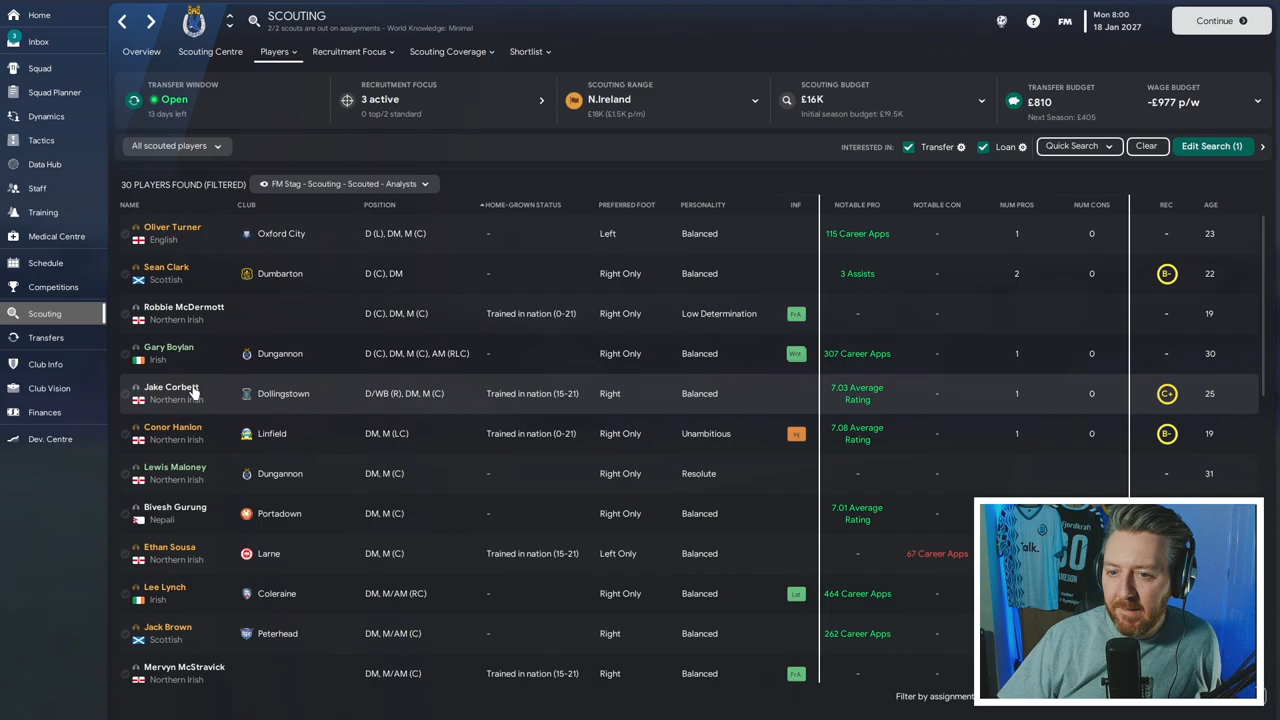 Home
3
Inbox
Squad
Squad Planner
Dynamics
Tactics
Data Hub
Staff
Training
Medical Centre
Schedule
Competitions
Scouting
Transfers
Club Info
Club Vision
Finances
Dev. Centre
SCOUTING
2/2 scouts are out on assignments - World Knowledge: Minimal
?
FM
Mon 8:00
18 Jan 2027
Continue
Overview Scouting Centre Players Recruitment Focus Scouting Coverage Shortlist
TRANSFER WINDOW
Open
13 days left
RECRUITMENT FOCUS
3 active
0 top/2 standard
SCOUTING RANGE
N.Ireland
£18K (£1.5K p/m)
SCOUTING BUDGET
£16K
Initial season budget: £19.5K
TRANSFER BUDGET
£810
Next Season: £405
WAGE BUDGET
-£977 p/w
All scouted players
INTERESTED IN: Transfer Loan Quick Search Clear Edit Search (1)
30 PLAYERS FOUND (FILTERED) FM Stag - Scouting - Scouted - Analysts
NAME CLUB POSITION HOME-GROWN STATUS PREFERRED FOOT PERSONALITY INF NOTABLE PRO NOTABLE CON NUM PROS NUM CONS REC AGE
Oliver Turner
English
Oxford City D (L), DM, M (C) - Left Balanced 115 Career Apps - 1 0 - 23
Sean Clark
Scottish
Dumbarton D (C), DM - Right Only Balanced 3 Assists - 2 0 B- 22
Robbie McDermott
Northern Irish
D (C), DM, M (C) Trained in nation (0-21) Right Only Low Determination FrA - - 0 0 - 19
Gary Boylan
Irish
Dungannon D (C), DM, M (C), AM (RLC) - Right Only Balanced Wnt 307 Career Apps - 1 0 - 30
Jake Corbett
Northern Irish
Dollingstown D/WB (R), DM, M (C) Trained in nation (15-21) Right Balanced 7.03 Average
Rating
- 1 0 C+ 25
Conor Hanlon
Northern Irish
Linfield DM, M (LC) Trained in nation (0-21) Right Only Unambitious Inj 7.08 Average
Rating
- 1 0 B- 19
Lewis Maloney
Northern Irish
Dungannon DM, M (C) - Right Only Resolute - - 0 0 - 31
Bivesh Gurung
Nepali
Portadown DM, M (C) Trained in nation (15-21) Right Only Balanced 7.01 Average
Rating
-
Ethan Sousa
Northern Irish
Larne DM, M (C) Trained in nation (15-21) Left Only Balanced - 67 Career Apps
Lee Lynch
Irish
Coleraine DM, M/AM (RC) - Right Only Balanced Lst 464 Career Apps -
Jack Brown
Scottish
Peterhead DM, M/AM (C) - Right Balanced 262 Career Apps -
Mervyn McStravick
Northern Irish
DM, M/AM (C) Trained in nation (15-21) Right Balanced FrA - -
Filter by assignment
Talk.
fjordkraft
30
JAMESON